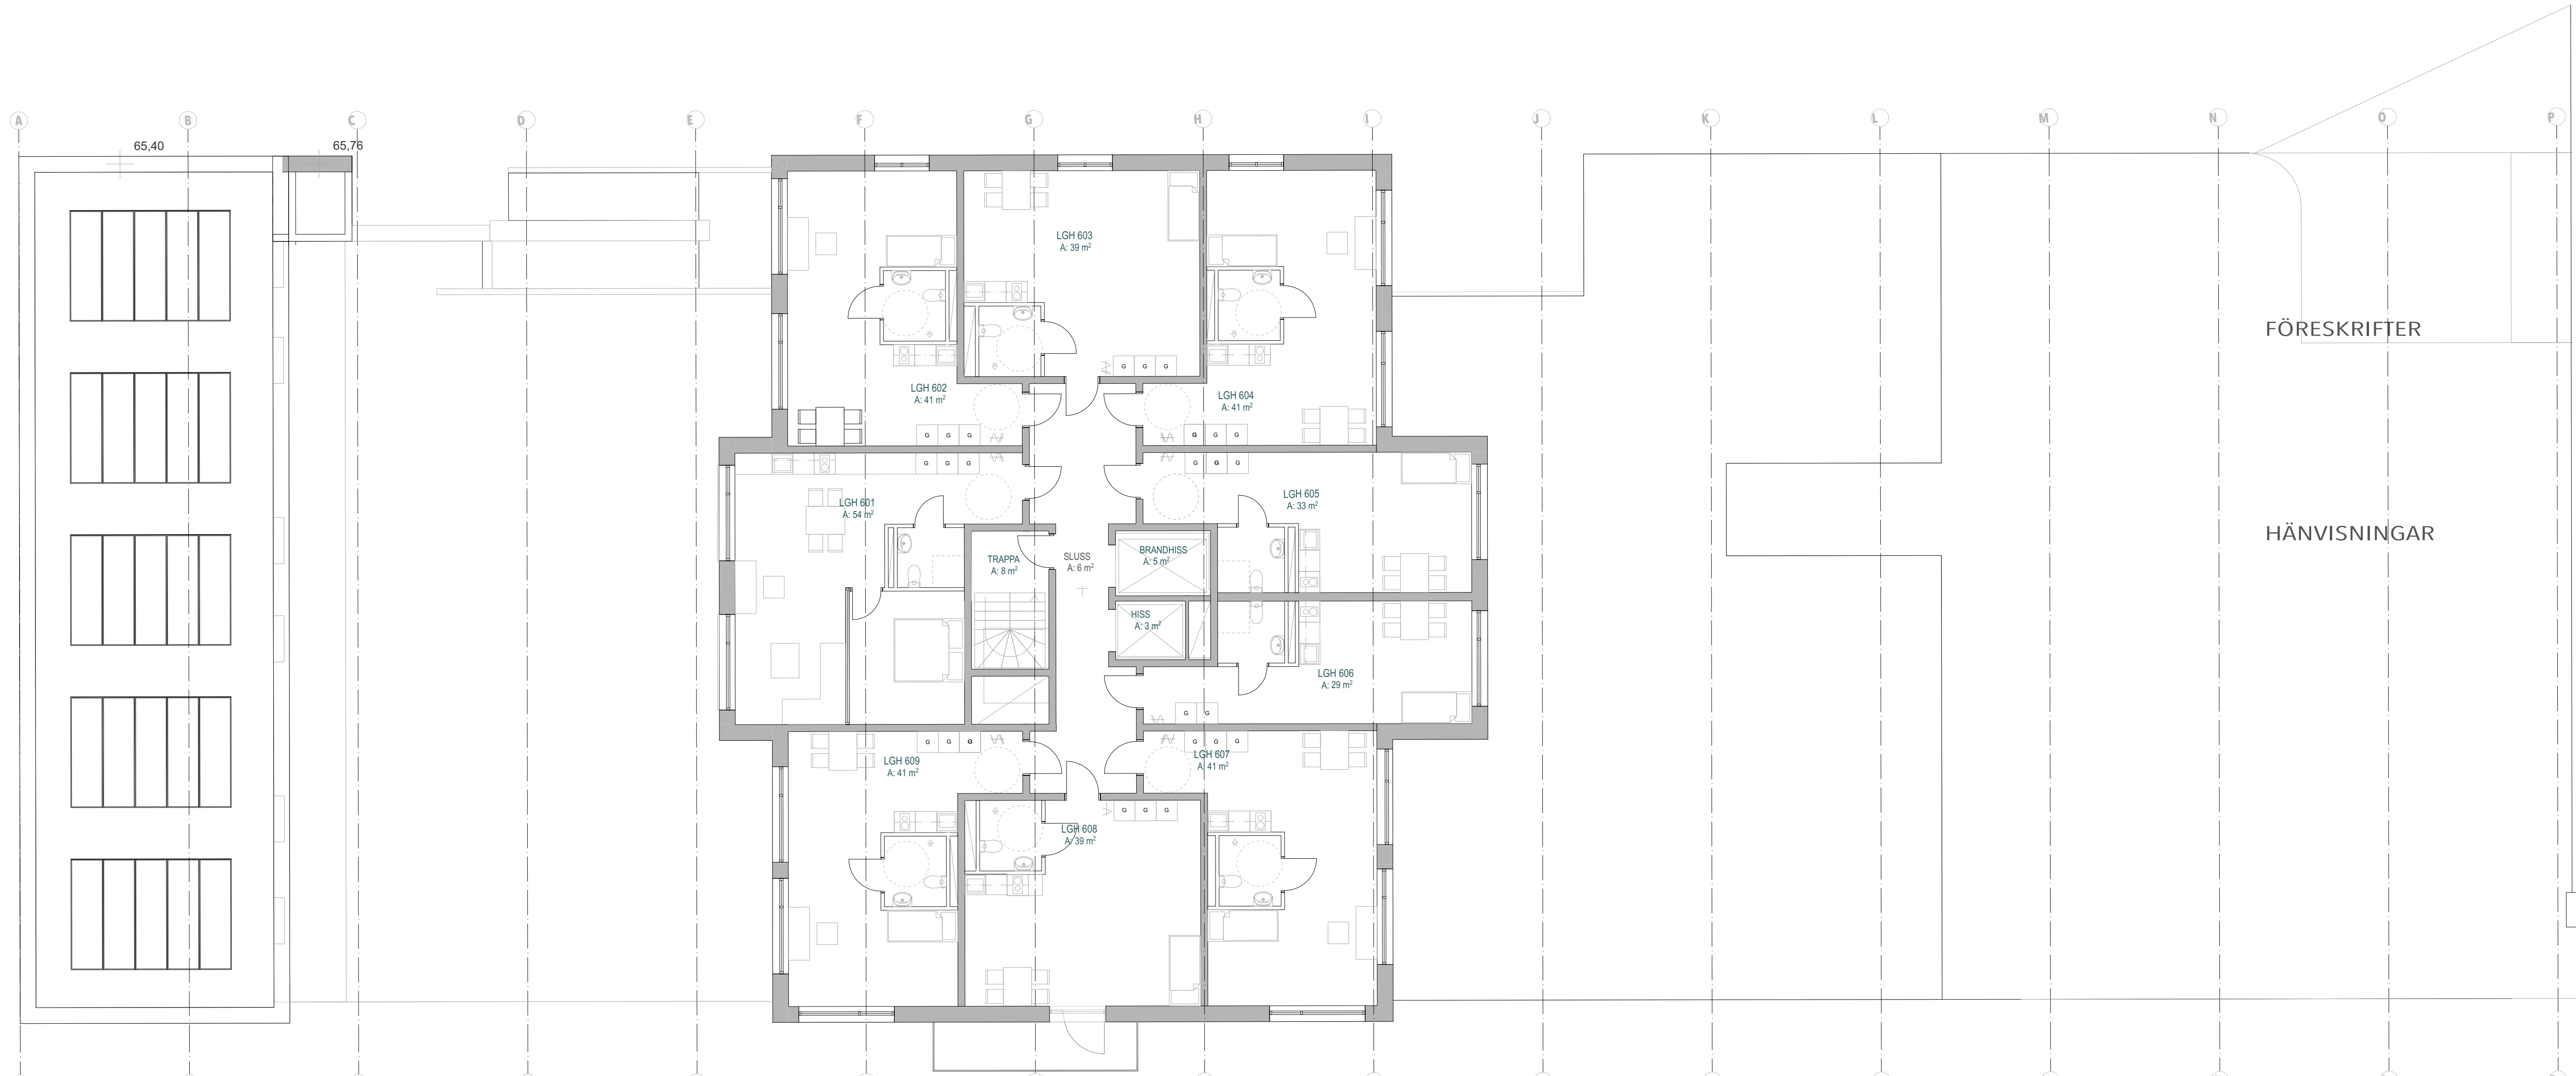 A
B
C
D
E
F
G
H
I
J
K
L
M
N
O
P
65,40
65,76
LGH 603
A: 39 m²
FÖRESKRIFTER
G G G
LGH 602
A: 41 m²
LGH 604
A: 41 m²
G G G
G G G
G G G
G G G
LGH 601
A: 54 m²
LGH 605
A: 33 m²
HÄNVISNINGAR
TRAPPA
A: 8 m²
SLUSS
A: 6 m²
BRANDHISS
A: 5 m²
HISS
A: 3 m²
LGH 606
A: 29 m²
G G
G G G
G G G
LGH 609
A: 41 m²
LGH 607
A: 41 m²
G G G
LGH 608
A: 39 m²